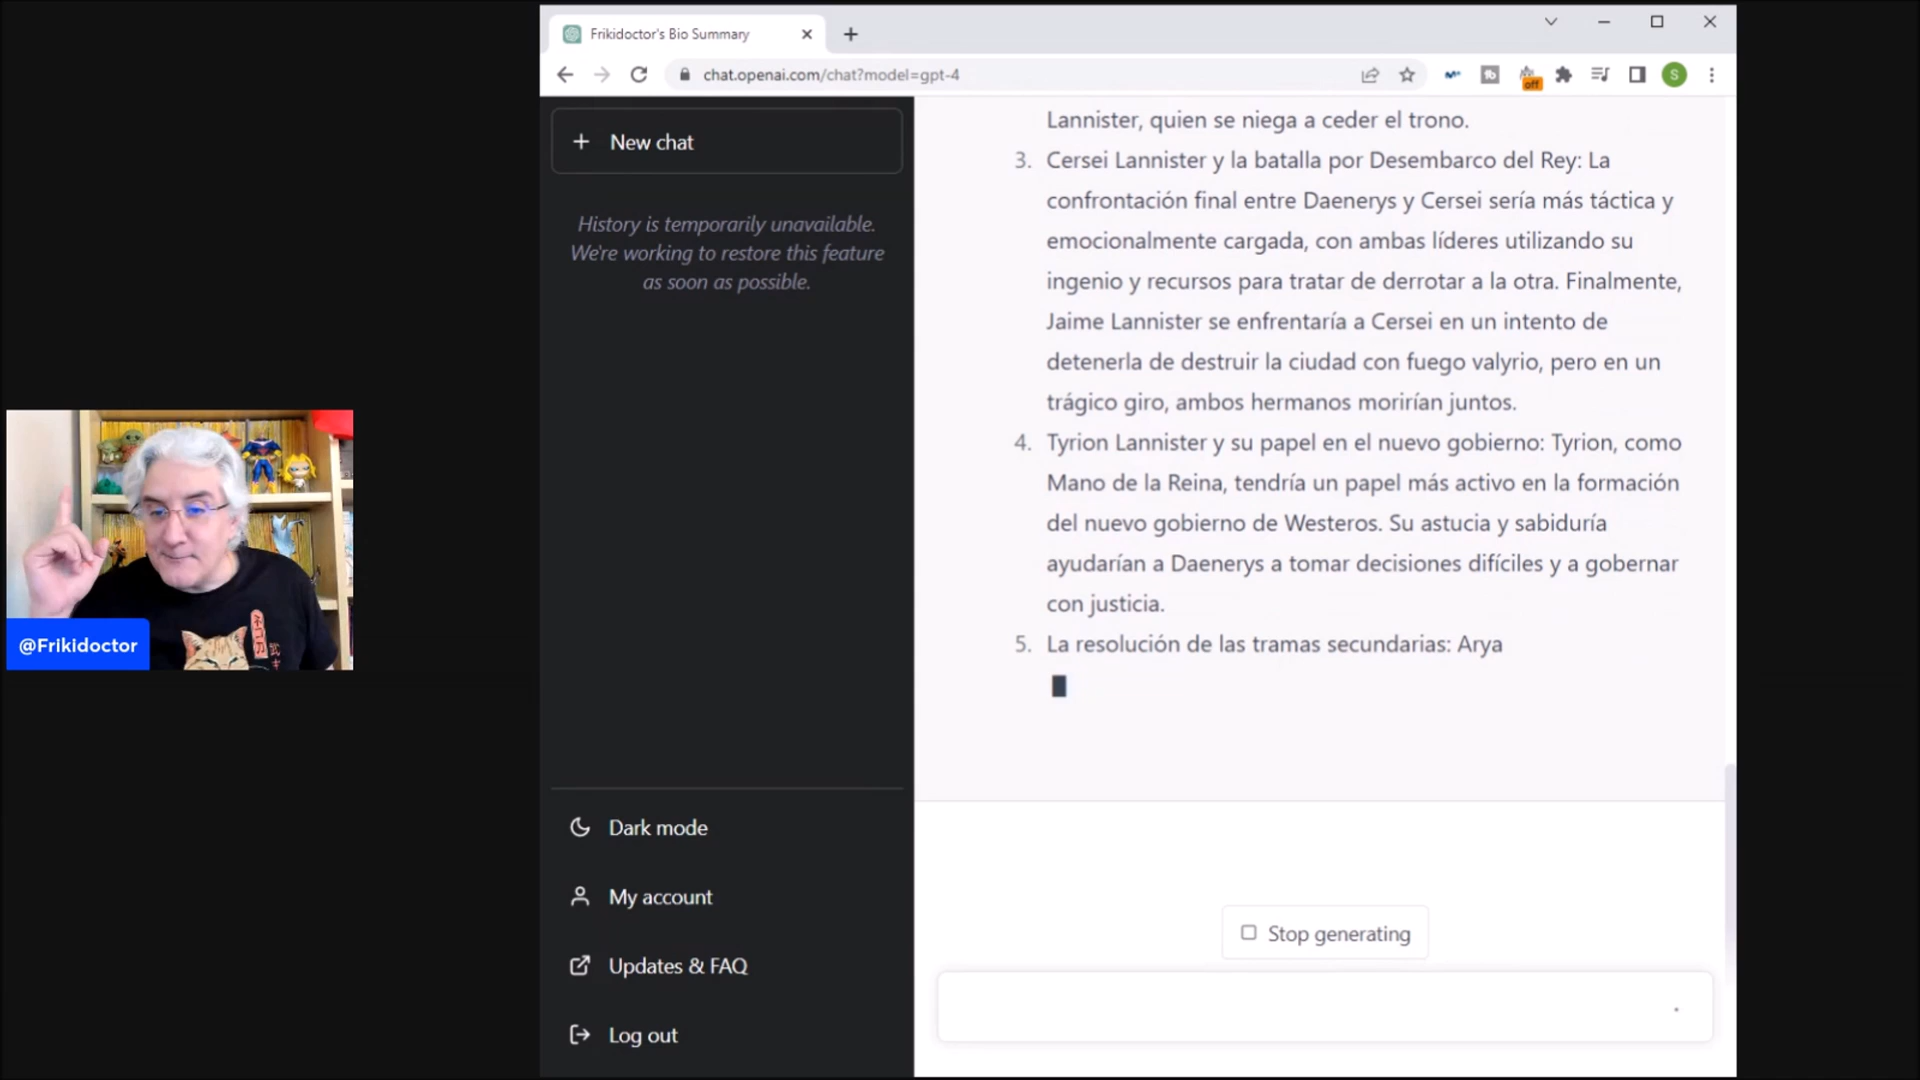 Frikidoctor's Bio Summary
chat.openai.com/chat?model=gpt-4
off
S
New chat
History is temporarily unavailable.
We're working to restore this feature
as soon as possible.
Lannister, quien se niega a ceder el trono.
3. Cersei Lannister y la batalla por Desembarco del Rey: La
confrontación final entre Daenerys y Cersei sería más táctica y
emocionalmente cargada, con ambas líderes utilizando su
ingenio y recursos para tratar de derrotar a la otra. Finalmente,
Jaime Lannister se enfrentaría a Cersei en un intento de
detenerla de destruir la ciudad con fuego valyrio, pero en un
trágico giro, ambos hermanos morirían juntos.
4. Tyrion Lannister y su papel en el nuevo gobierno: Tyrion, como
Mano de la Reina, tendría un papel más activo en la formación
del nuevo gobierno de Westeros. Su astucia y sabiduría
ayudarían a Daenerys a tomar decisiones difíciles y a gobernar
con justicia.
5. La resolución de las tramas secundarias: Arya
@Frikidoctor
Dark mode
My account
Updates & FAQ
Log out
Stop generating